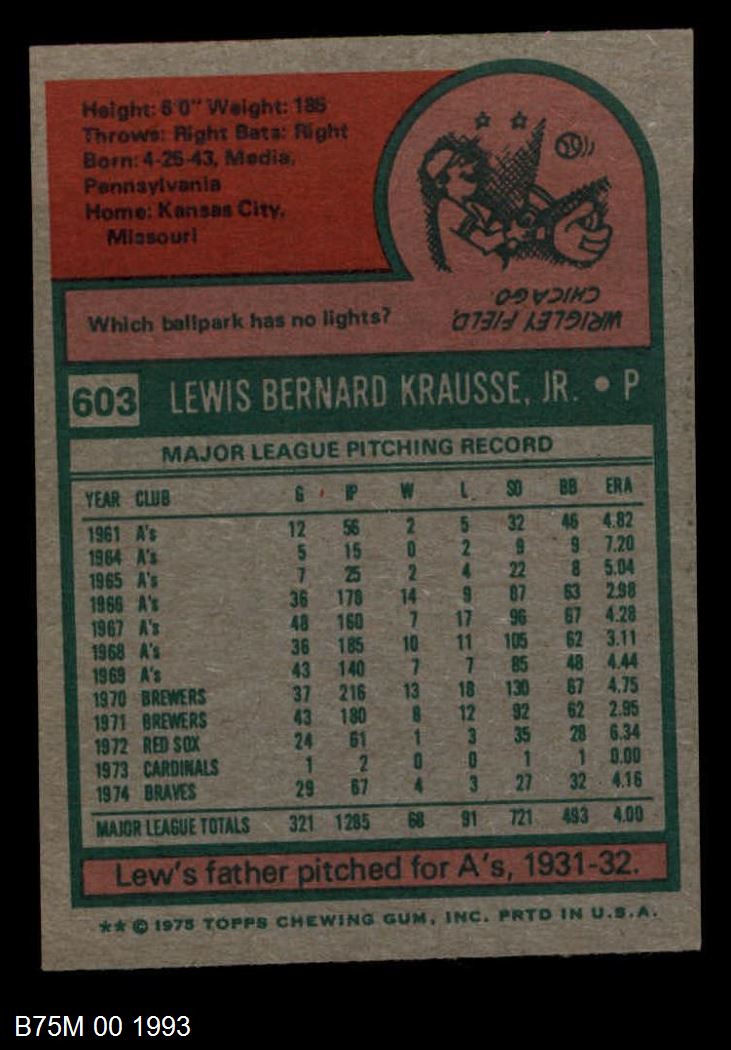 Height: 6'0" Weight: 185
Throws: Right Bats: Right
Born: 4-25-43, Media,
Pennsylvania
Home: Kansas City,
Missouri
Which ballpark has no lights?
WRIGLEY FIELD,
CHICAGO.
603 LEWIS BERNARD KRAUSSE, JR. • P
MAJOR LEAGUE PITCHING RECORD
YEAR CLUB G IP W L SO BB ERA
1961 A's 12 56 2 5 32 46 4.82
1964 A's 5 15 0 2 9 9 7.20
1965 A's 7 25 2 4 22 8 5.04
1966 A's 36 178 14 9 87 63 2.98
1967 A's 48 160 7 17 96 67 4.28
1968 A's 36 185 10 11 105 62 3.11
1969 A's 43 140 7 7 85 48 4.44
1970 BREWERS 37 216 13 18 130 67 4.75
1971 BREWERS 43 180 8 12 92 62 2.95
1972 RED SOX 24 61 1 3 35 28 6.34
1973 CARDINALS 1 2 0 0 1 1 0.00
1974 BRAVES 29 67 4 3 27 32 4.16
MAJOR LEAGUE TOTALS 321 1285 68 91 721 493 4.00
Lew's father pitched for A's, 1931-32.
** © 1975 TOPPS CHEWING GUM, INC. PRTD IN U.S.A.
B75M 00 1993